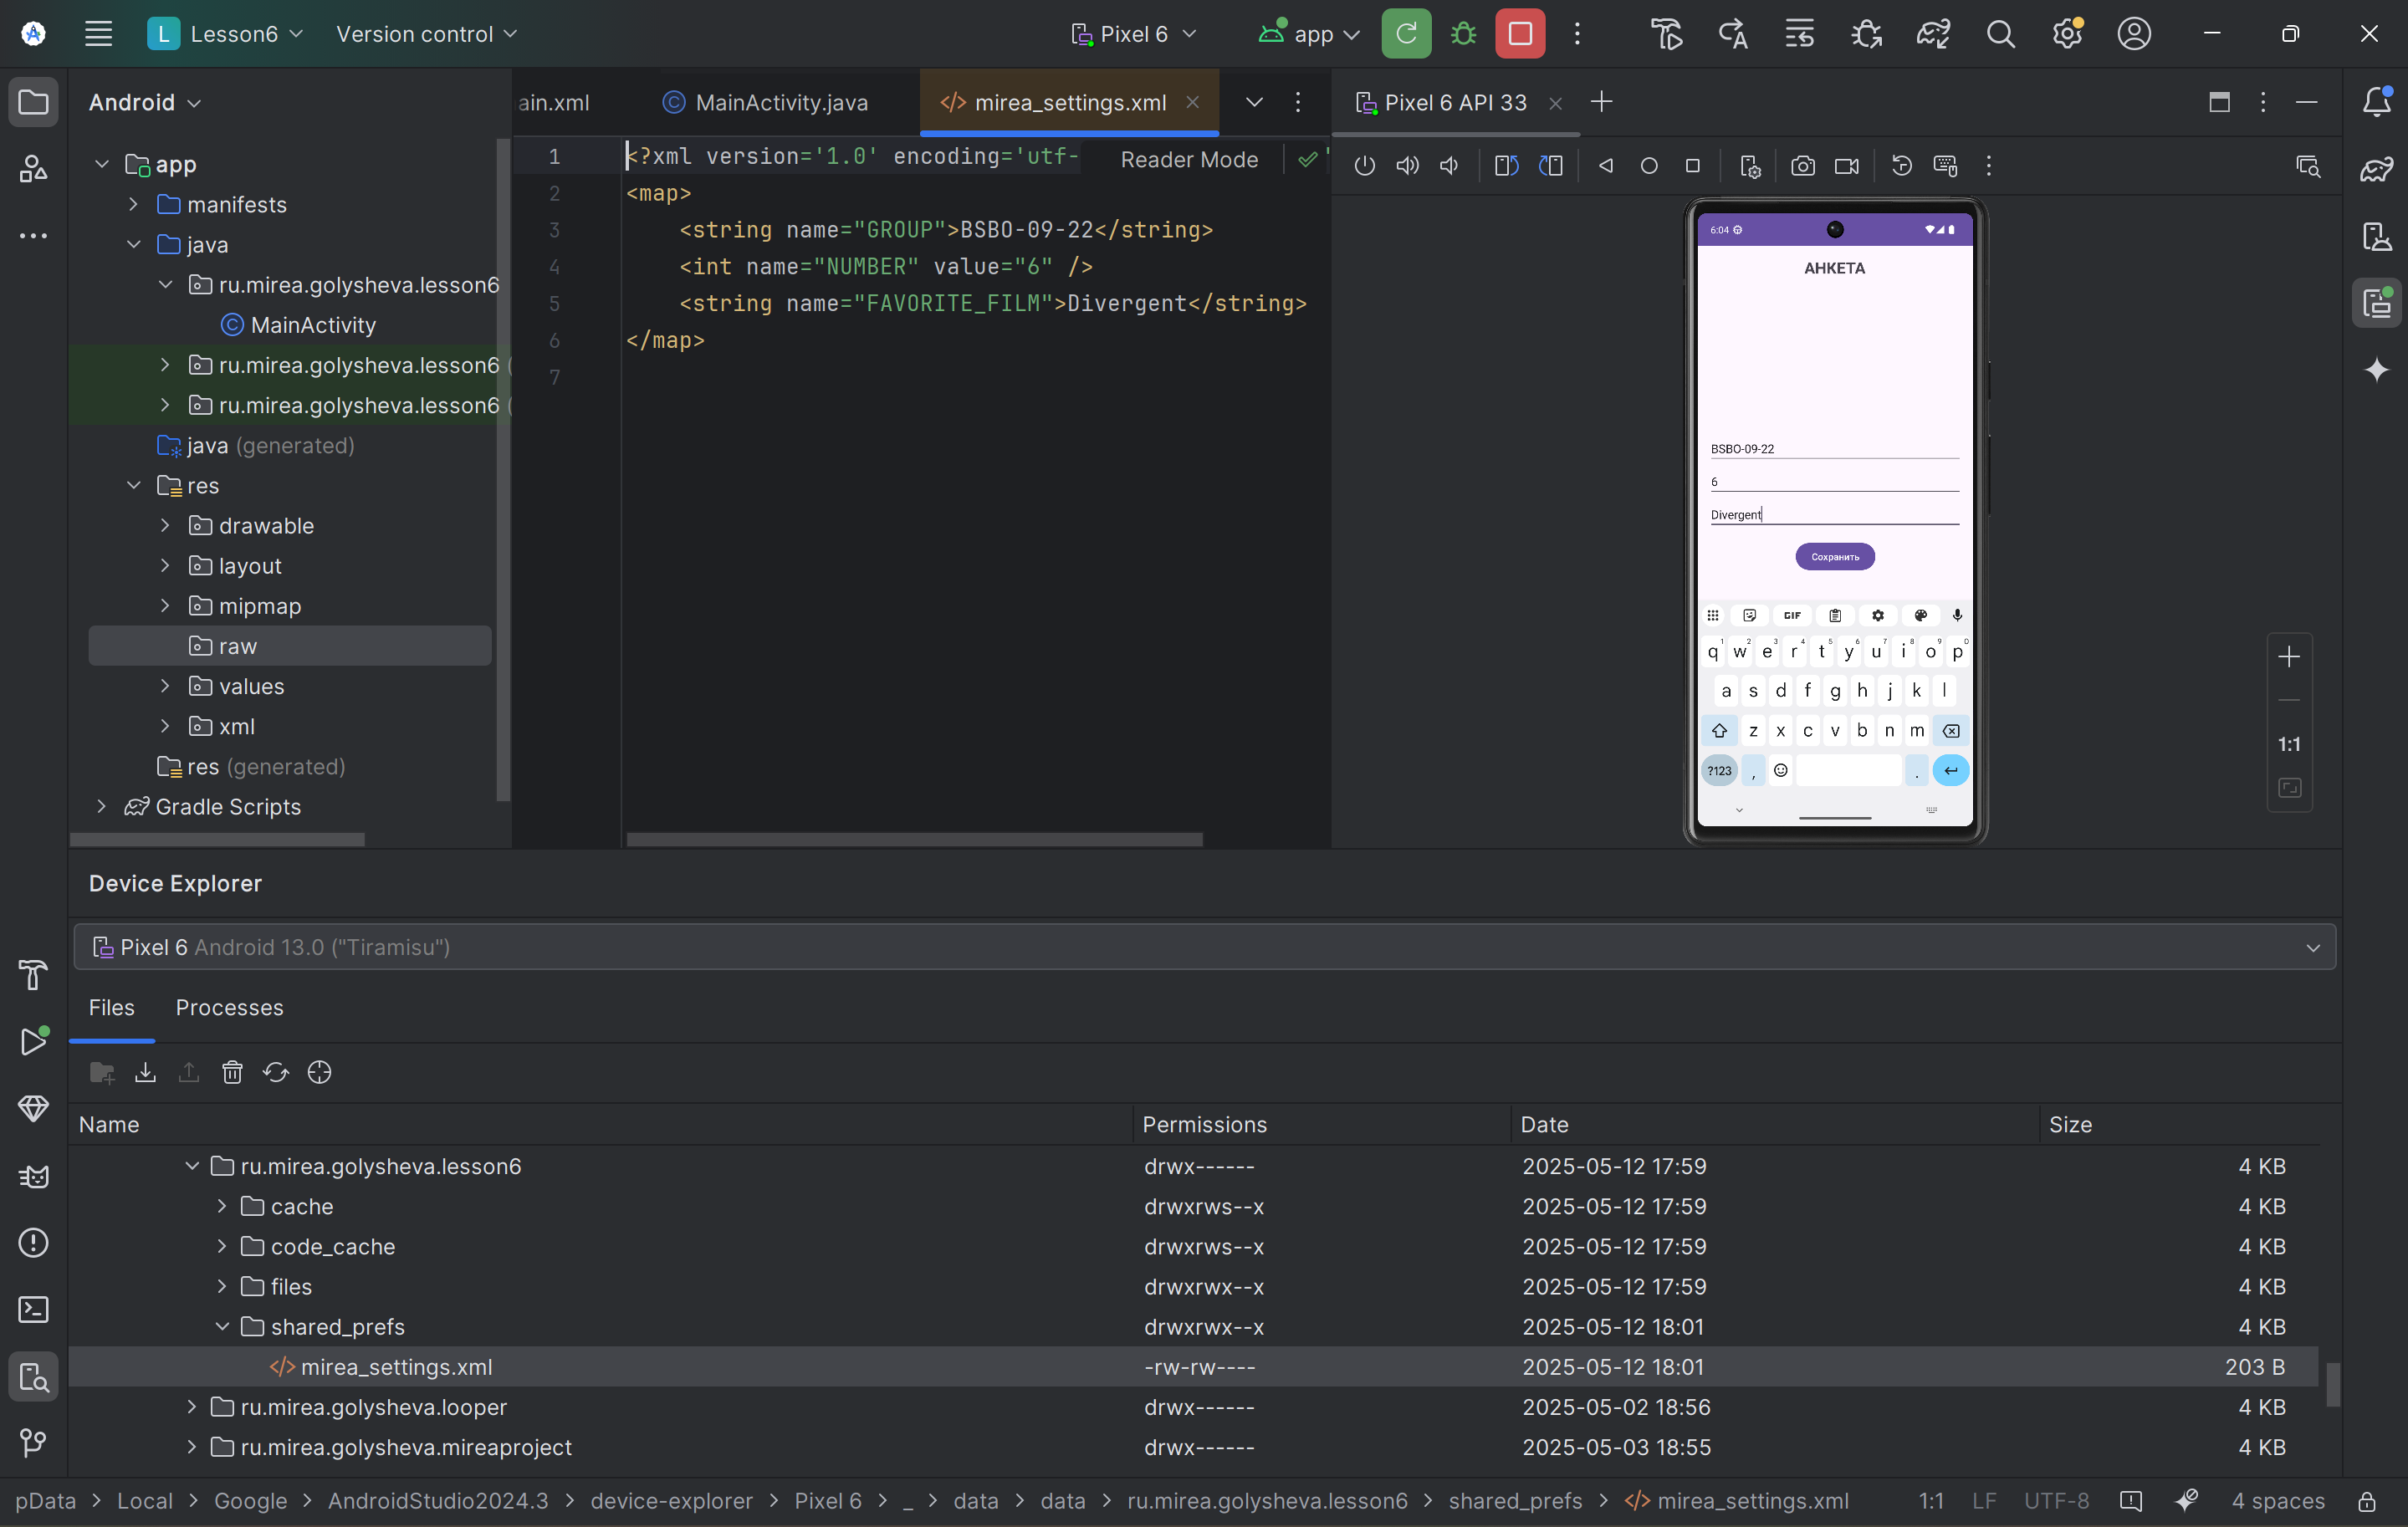 L Lesson6 Version control Pixel 6 app
Android
ain.xml MainActivity.java mirea_settings.xml
Pixel 6 API 33
app
manifests
java
ru.mirea.golysheva.lesson6
MainActivity
ru.mirea.golysheva.lesson6 (
ru.mirea.golysheva.lesson6 (
java (generated)
res
drawable
layout
mipmap
raw
values
xml
res (generated)
Gradle Scripts
1 <?xml version='1.0' encoding='utf-
Reader Mode
2 <map>
3 <string name="GROUP">BSBO-09-22</string>
4 <int name="NUMBER" value="6" />
5 <string name="FAVORITE_FILM">Divergent</string>
6 </map>
7
6:04
АНКЕТА
BSBO-09-22
6
Divergent
Сохранить
GIF
q1 w2 e3 r4 t5 y6 u7 i8 o9 p0
a s d f g h j k l
z x c v b n m
?123 , .
1:1
Device Explorer
Pixel 6 Android 13.0 ("Tiramisu")
Files Processes
Name Permissions Date Size
ru.mirea.golysheva.lesson6 drwx------ 2025-05-12 17:59 4 KB
cache drwxrws--x 2025-05-12 17:59 4 KB
code_cache drwxrws--x 2025-05-12 17:59 4 KB
files drwxrwx--x 2025-05-12 17:59 4 KB
shared_prefs drwxrwx--x 2025-05-12 18:01 4 KB
mirea_settings.xml -rw-rw---- 2025-05-12 18:01 203 B
ru.mirea.golysheva.looper drwx------ 2025-05-02 18:56 4 KB
ru.mirea.golysheva.mireaproject drwx------ 2025-05-03 18:55 4 KB
pData > Local > Google > AndroidStudio2024.3 > device-explorer > Pixel 6 > _ > data > data > ru.mirea.golysheva.lesson6 > shared_prefs > mirea_settings.xml 1:1 LF UTF-8 4 spaces